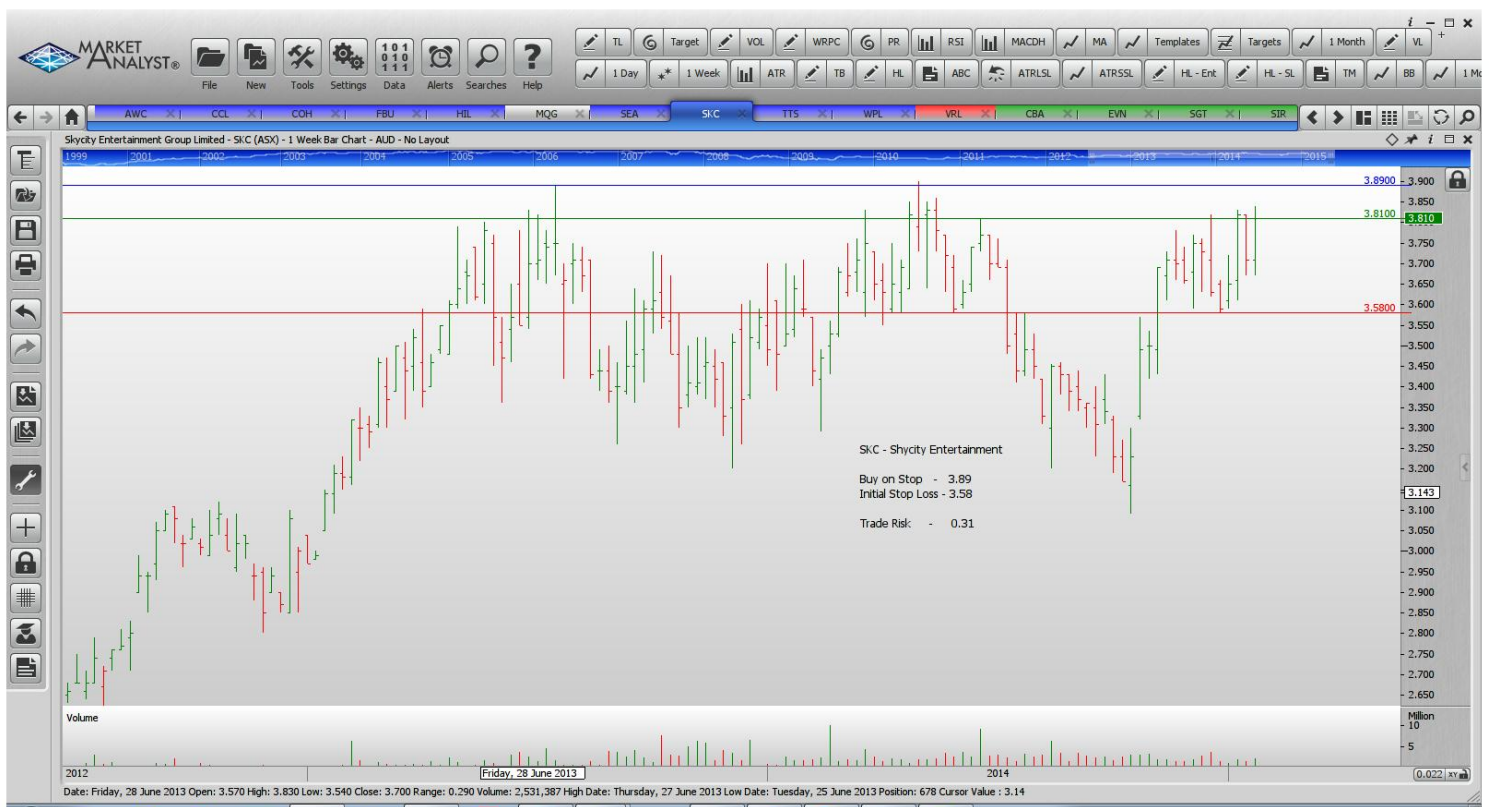 i
MARKET
ANALYST®
File New Tools Settings Data Alerts Searches Help
101
010
111
TL Target VOL WRPC PR RSI MACDH MA Templates Targets 1 Month VL
1 Day 1 Week ATR TB HL ABC ATRLSL ATRSSL HL - Ent HL - SL TM BB 1 Mo
AWC CCL COH FBU HIL MQG SEA SKC TTS WPL VRL CBA EVN SGT SIR
Skycity Entertainment Group Limited - SKC (ASX) - 1 Week Bar Chart - AUD - No Layout
1999 2001 2002 2003 2004 2005 2006 2007 2008 2009 2010 2011 2012 2013 2014 2015
3.8900
3.900
3.850
3.8100
3.810
3.750
3.700
3.650
3.600
3.5800
3.550
3.500
3.450
3.400
3.350
3.300
3.250
3.200
3.143
3.100
3.050
3.000
2.950
2.900
2.850
2.800
2.750
2.700
2.650
SKC - Shycity Entertainment
Buy on Stop - 3.89
Initial Stop Loss - 3.58
Trade Risk - 0.31
Volume
Million
10
5
2012 Friday, 28 June 2013 2014
0.022 XY
Date: Friday, 28 June 2013 Open: 3.570 High: 3.830 Low: 3.540 Close: 3.700 Range: 0.290 Volume: 2,531,387 High Date: Thursday, 27 June 2013 Low Date: Tuesday, 25 June 2013 Position: 678 Cursor Value : 3.14